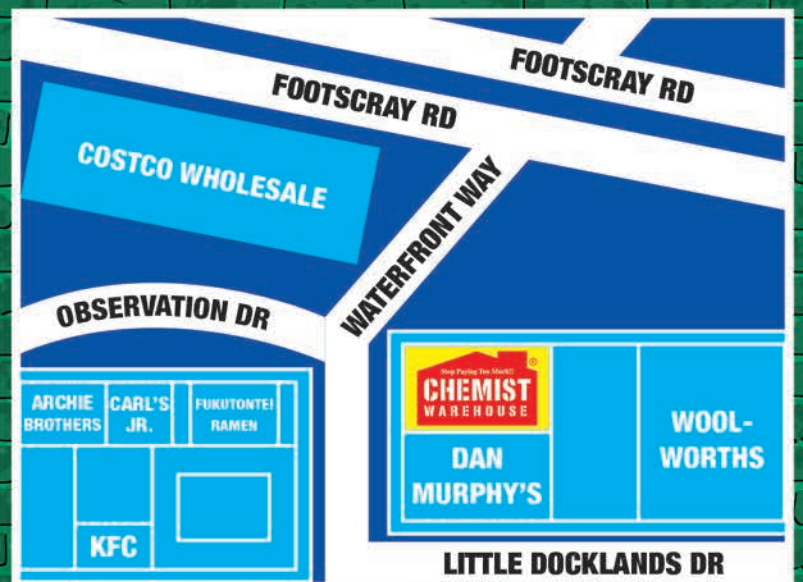 FOOTSCRAY RD
FOOTSCRAY RD
COSTCO WHOLESALE
WATERFRONT WAY
OBSERVATION DR
Stop Paying Too Much!!
®
CHEMIST
WAREHOUSE
ARCHIE
BROTHERS
CARL'S
JR.
FUKUTONTEI
RAMEN
WOOL-
WORTHS
DAN
MURPHY'S
KFC
LITTLE DOCKLANDS DR